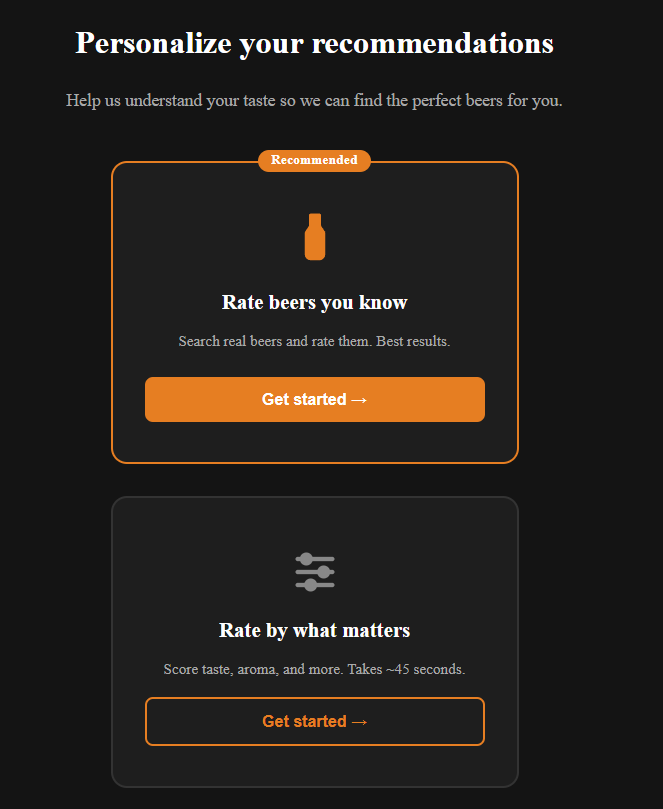 Personalize your recommendations
Help us understand your taste so we can find the perfect beers for you.
Recommended
Rate beers you know
Search real beers and rate them. Best results.
Get started →
Rate by what matters
Score taste, aroma, and more. Takes ~45 seconds.
Get started →